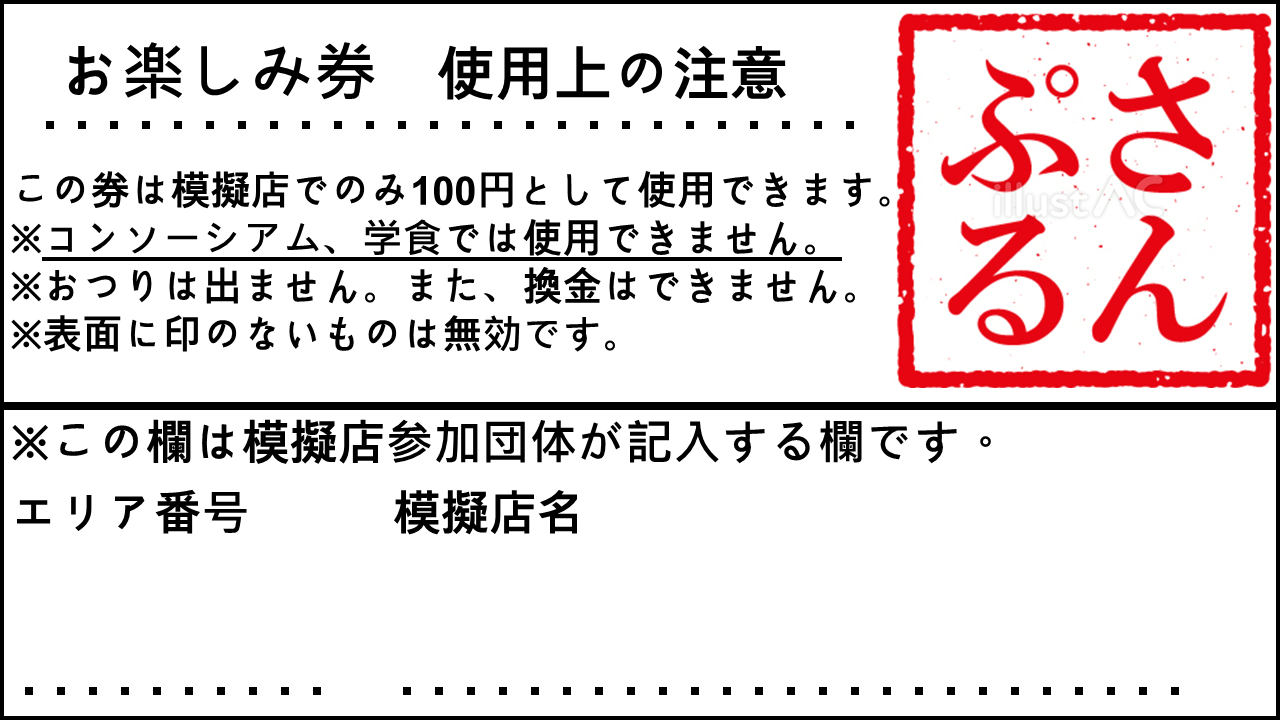 お楽しみ券　使用上の注意
この券は模擬店でのみ100円として使用できます。
※コンソーシアム、学食では使用できません。
※おつりは出ません。また、換金はできません。
※表面に印のないものは無効です。
さんぷる
illustAC
※この欄は模擬店参加団体が記入する欄です。
エリア番号　模擬店名